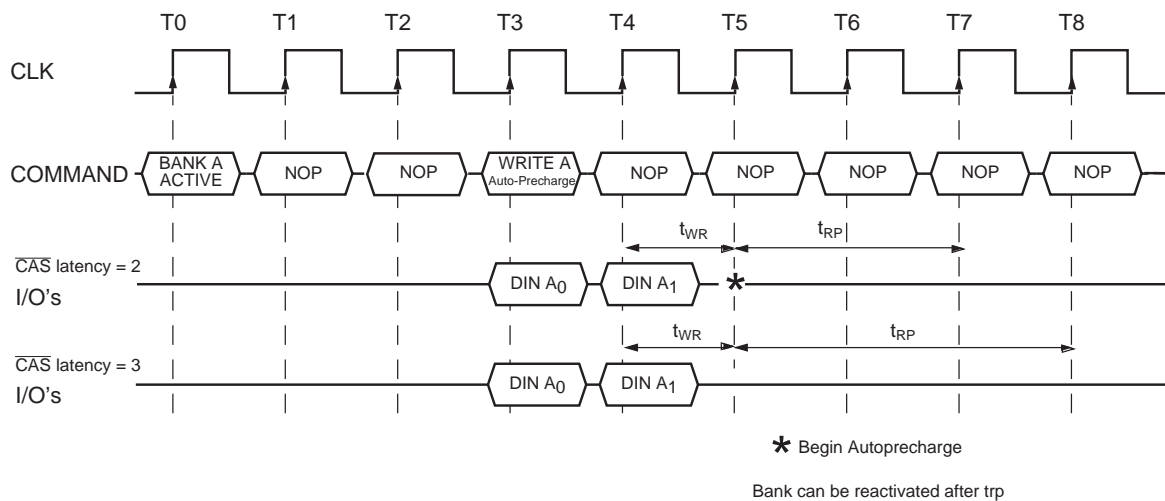 T0 T1 T2 T3 T4 T5 T6 T7 T8
CLK
COMMAND
BANK A
ACTIVE
NOP
NOP
WRITE A
Auto-Precharge
NOP
NOP
NOP
NOP
NOP
tWR
tRP
CAS latency = 2
I/O's
DIN A0
DIN A1
*
tWR
tRP
CAS latency = 3
I/O's
DIN A0
DIN A1
* Begin Autoprecharge
Bank can be reactivated after trp